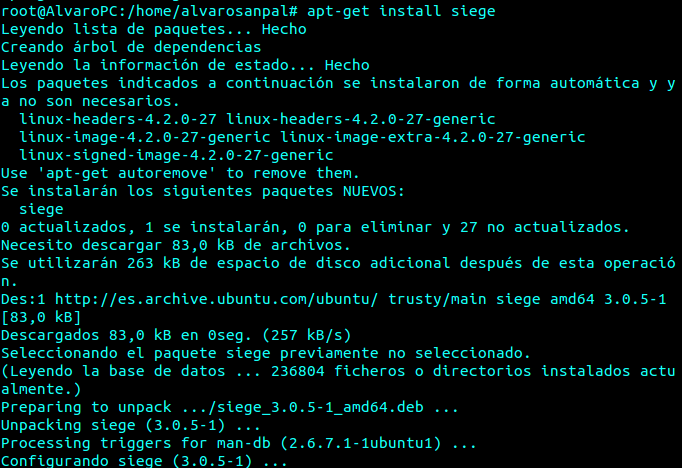 root@AlvaroPC:/home/alvarosanpal# apt-get install siege
Leyendo lista de paquetes... Hecho
Creando árbol de dependencias
Leyendo la información de estado... Hecho
Los paquetes indicados a continuación se instalaron de forma automática y y
a no son necesarios.
  linux-headers-4.2.0-27 linux-headers-4.2.0-27-generic
  linux-image-4.2.0-27-generic linux-image-extra-4.2.0-27-generic
  linux-signed-image-4.2.0-27-generic
Use 'apt-get autoremove' to remove them.
Se instalarán los siguientes paquetes NUEVOS:
  siege
0 actualizados, 1 se instalarán, 0 para eliminar y 27 no actualizados.
Necesito descargar 83,0 kB de archivos.
Se utilizarán 263 kB de espacio de disco adicional después de esta operació
n.
Des:1 http://es.archive.ubuntu.com/ubuntu/ trusty/main siege amd64 3.0.5-1
[83,0 kB]
Descargados 83,0 kB en 0seg. (257 kB/s)
Seleccionando el paquete siege previamente no seleccionado.
(Leyendo la base de datos ... 236804 ficheros o directorios instalados actu
almente.)
Preparing to unpack .../siege_3.0.5-1_amd64.deb ...
Unpacking siege (3.0.5-1) ...
Processing triggers for man-db (2.6.7.1-1ubuntu1) ...
Configurando siege (3.0.5-1) ...